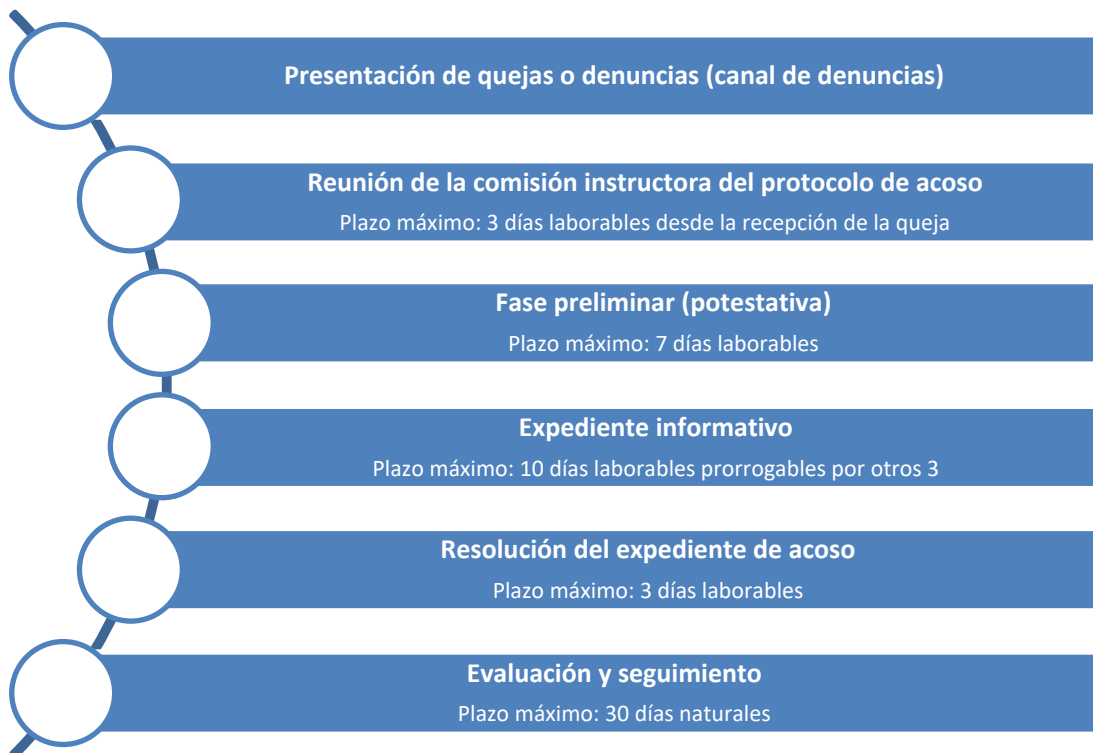 Presentación de quejas o denuncias (canal de denuncias)
Reunión de la comisión instructora del protocolo de acoso
Plazo máximo: 3 días laborables desde la recepción de la queja
Fase preliminar (potestativa)
Plazo máximo: 7 días laborables
Expediente informativo
Plazo máximo: 10 días laborables prorrogables por otros 3
Resolución del expediente de acoso
Plazo máximo: 3 días laborables
Evaluación y seguimiento
Plazo máximo: 30 días naturales